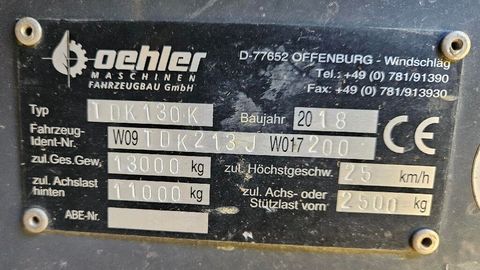 oehler
MASCHINEN
FAHRZEUGBAU GmbH
D-77652 OFFENBURG - Windschläg
Tel.: +49 (0) 781/91390
Fax: +49 (0) 781/913930
Typ TDK130K Baujahr 2018
Fahrzeug-
Ident-Nr. W09TDK213J W017200
zul.Ges.Gew. 13000 kg zul. Höchstgeschw. 25 km/h
zul. Achslast
hinten 11000 kg
zul. Achs- oder
Stützlast vorn 2500 kg
ABE-Nr.